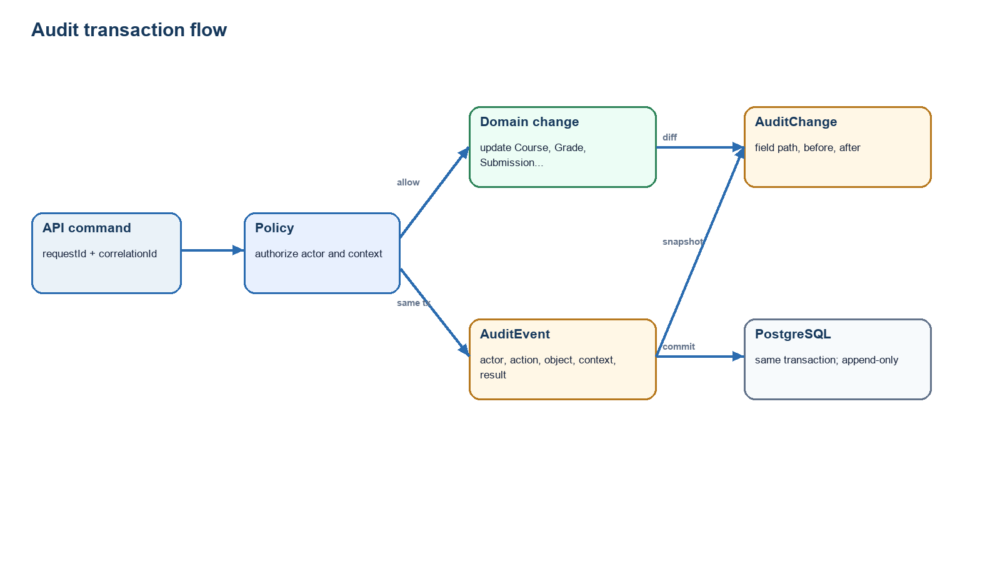 Audit transaction flow
API command
requestId + correlationId
Policy
authorize actor and context
allow
same tx
Domain change
update Course, Grade,
Submission...
AuditEvent
actor, action, object, context,
result
diff
snapshot
commit
AuditChange
field path, before, after
PostgreSQL
same transaction; append-only